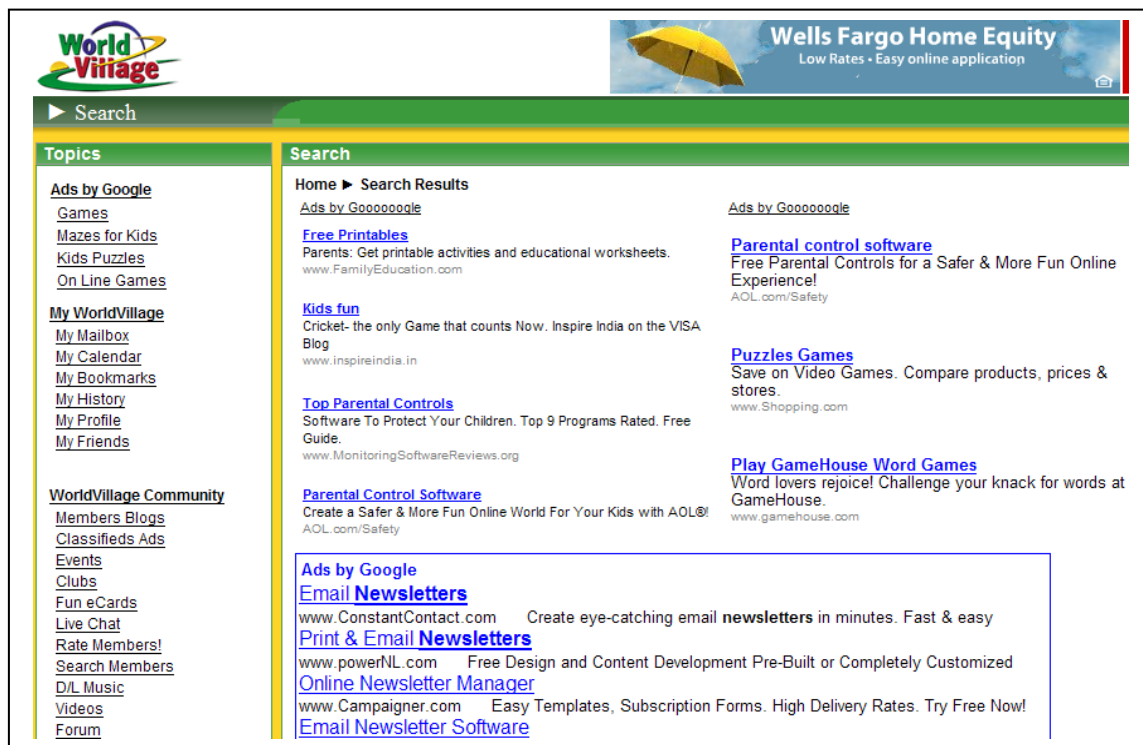 World
Village
Wells Fargo Home Equity
Low Rates • Easy online application
► Search
Topics
Ads by Google
Games
Mazes for Kids
Kids Puzzles
On Line Games
My WorldVillage
My Mailbox
My Calendar
My Bookmarks
My History
My Profile
My Friends
WorldVillage Community
Members Blogs
Classifieds Ads
Events
Clubs
Fun eCards
Live Chat
Rate Members!
Search Members
D/L Music
Videos
Forum
Search
Home ► Search Results
Ads by Goooooogle
Free Printables
Parents: Get printable activities and educational worksheets.
www.FamilyEducation.com
Kids fun
Cricket- the only Game that counts Now. Inspire India on the VISA
Blog
www.inspireindia.in
Top Parental Controls
Software To Protect Your Children. Top 9 Programs Rated. Free
Guide.
www.MonitoringSoftwareReviews.org
Parental Control Software
Create a Safer & More Fun Online World For Your Kids with AOL®!
AOL.com/Safety
Ads by Goooooogle
Parental control software
Free Parental Controls for a Safer & More Fun Online
Experience!
AOL.com/Safety
Puzzles Games
Save on Video Games. Compare products, prices &
stores.
www.Shopping.com
Play GameHouse Word Games
Word lovers rejoice! Challenge your knack for words at
GameHouse.
www.gamehouse.com
Ads by Google
Email Newsletters
www.ConstantContact.com Create eye-catching email newsletters in minutes. Fast & easy
Print & Email Newsletters
www.powerNL.com Free Design and Content Development Pre-Built or Completely Customized
Online Newsletter Manager
www.Campaigner.com Easy Templates, Subscription Forms. High Delivery Rates. Try Free Now!
Email Newsletter Software